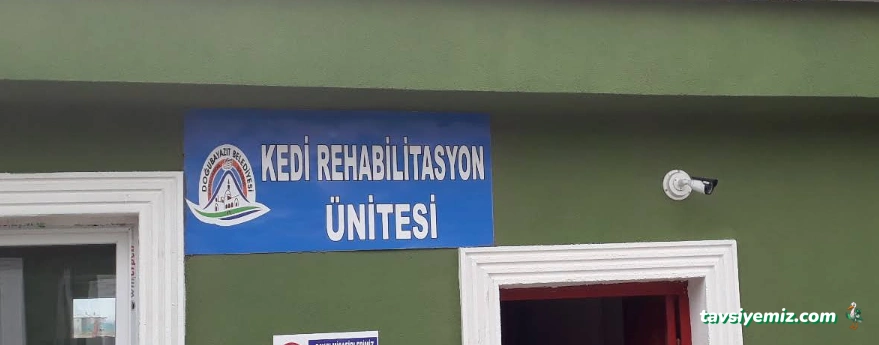 KEDİ REHABİLİTASYON
ÜNİTESİ
DOĞUBAYAZIT BELEDİYESİ
tavsiyemiz.com